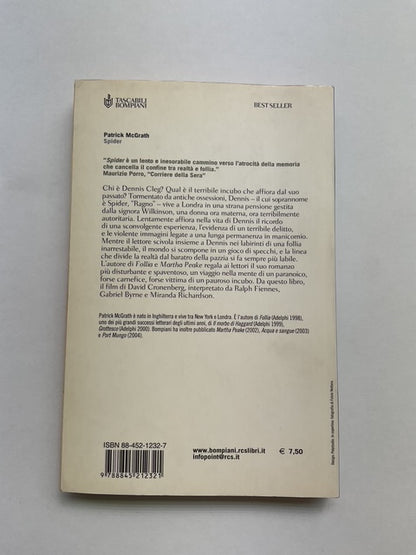 TASCABILI
BOMPIANI
BEST SELLER
Patrick McGrath
Spider
"Spider è un lento e inesorabile cammino verso l'atrocità della memoria
che cancella il confine tra realtà e follia."
Maurizio Porro, "Corriere della Sera"
Chi è Dennis Cleg? Qual è il terribile incubo che affiora dal suo
passato? Tormentato da antiche ossessioni, Dennis – il cui soprannome
è Spider, "Ragno" – vive a Londra in una strana pensione gestita
dalla signora Wilkinson, una donna ora materna, ora terribilmente
autoritaria. Lentamente affiora nella vita di Dennis il ricordo
di una sconvolgente esperienza, l'evidenza di un terribile delitto,
e le violente immagini legate a una lunga permanenza in manicomio.
Mentre il lettore scivola insieme a Dennis nei labirinti di una follia
inarrestabile, il mondo si scompone in un gioco di specchi, e la linea
che divide la realtà dal baratro della pazzia si fa sempre più labile.
L'autore di Follia e Martha Peake regala ai lettori il suo romanzo
più disturbante e spaventoso, un viaggio nella mente di un paranoico,
forse carnefice, forse vittima di un pauroso incubo. Da questo libro,
il film di David Cronenberg, interpretato da Ralph Fiennes,
Gabriel Byrne e Miranda Richardson.
Patrick McGrath è nato in Inghilterra e vive tra New York e Londra. È l'autore di Follia (Adelphi 1998),
uno dei più grandi successi letterari degli ultimi anni, di Il morbo di Haggard (Adelphi 1999),
Grottesco (Adelphi 2000). Bompiani ha inoltre pubblicato Martha Peake (2002), Acqua e sangue (2003)
e Port Mungo (2004).
ISBN 88-452-1232-7
9 788845 212321
www.bompiani.rcslibri.it
infopoint@rcs.it
€ 7,50